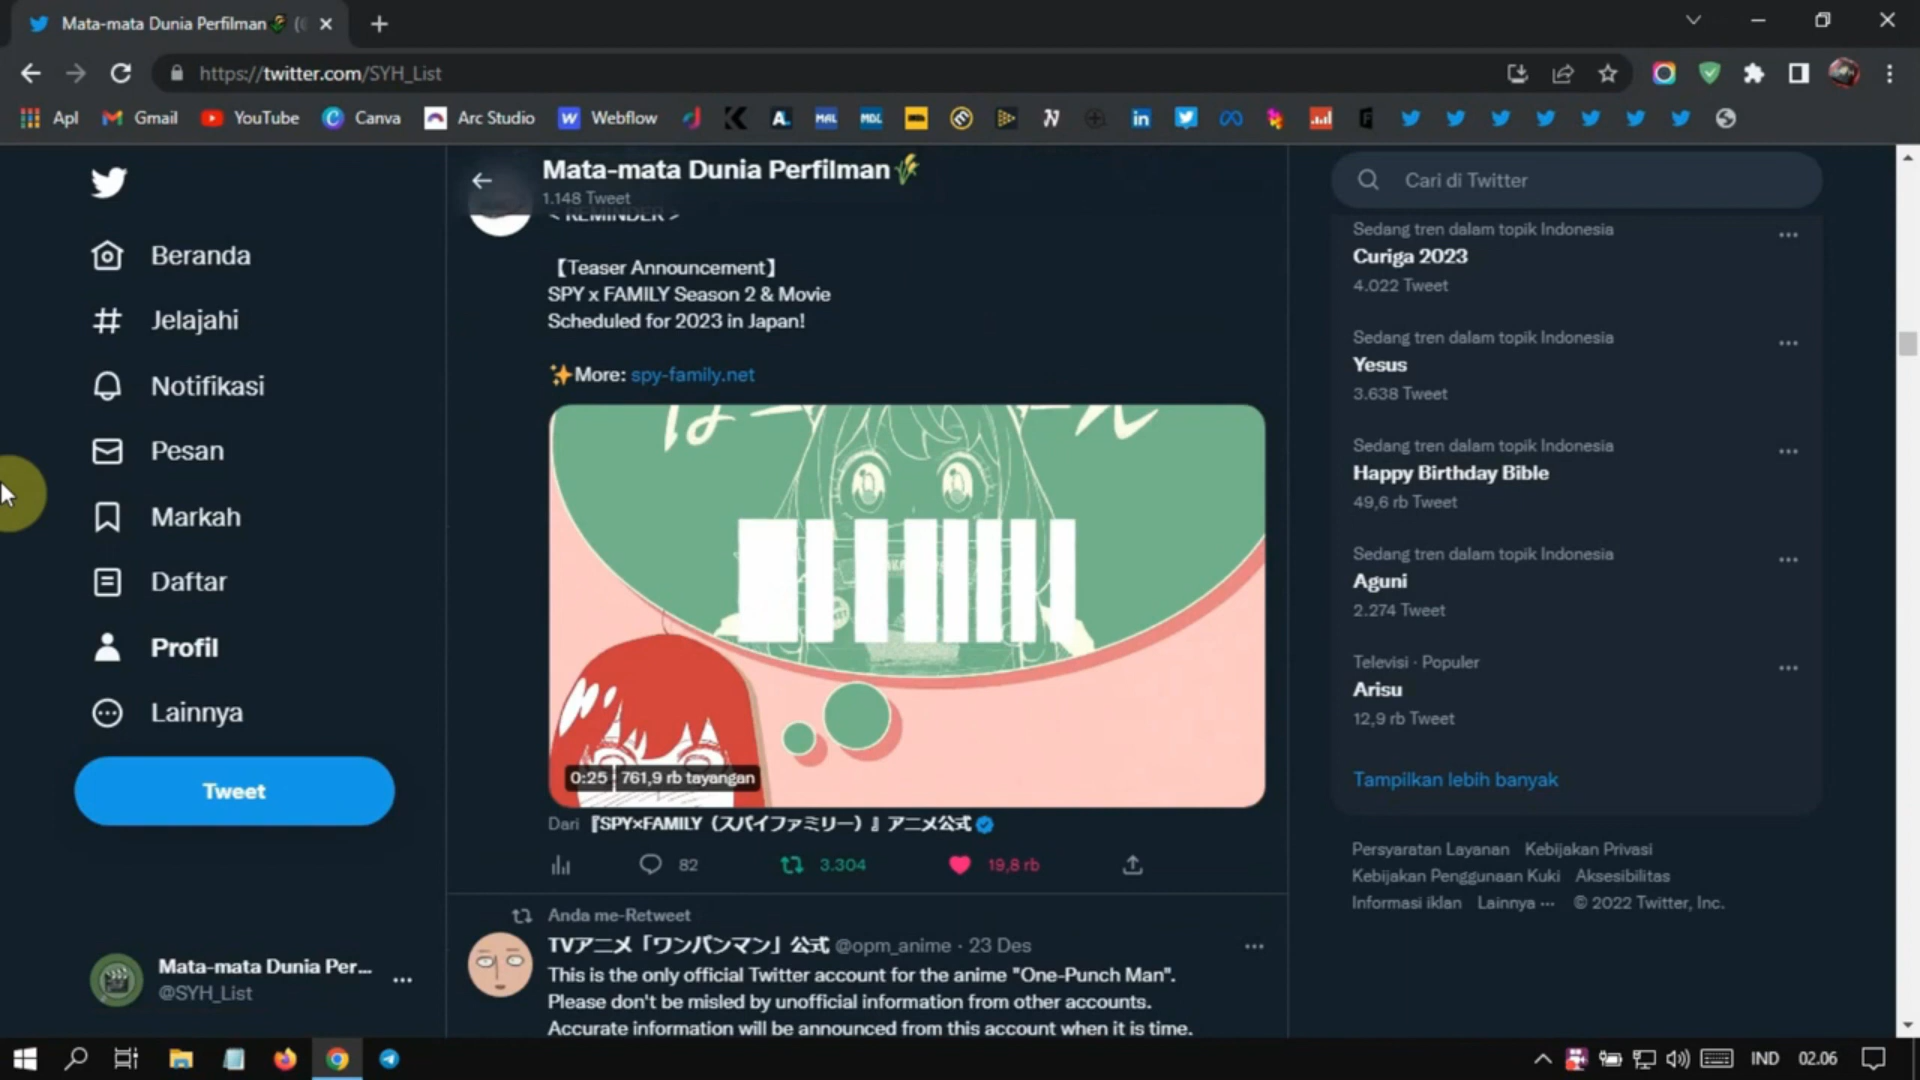 Mata-mata Dunia Perfilman
https://twitter.com/SYH_List
Apl
Gmail
YouTube
Canva
Arc Studio
Webflow
MAL
MDL
Beranda
Jelajahi
Notifikasi
Pesan
Markah
Daftar
Profil
Lainnya
Tweet
Mata-mata Dunia Per...
@SYH_List
Mata-mata Dunia Perfilman
1.148 Tweet
< REMINDER >
【Teaser Announcement】
SPY x FAMILY Season 2 & Movie
Scheduled for 2023 in Japan!
✨More: spy-family.net
0:25 761,9 rb tayangan
Dari 『SPY×FAMILY（スパイファミリー）』アニメ公式
82
3.304
19,8 rb
Anda me-Retweet
TVアニメ「ワンパンマン」公式 @opm_anime · 23 Des
This is the only official Twitter account for the anime "One-Punch Man".
Please don't be misled by unofficial information from other accounts.
Accurate information will be announced from this account when it is time.
Cari di Twitter
Sedang tren dalam topik Indonesia
Curiga 2023
4.022 Tweet
Sedang tren dalam topik Indonesia
Yesus
3.638 Tweet
Sedang tren dalam topik Indonesia
Happy Birthday Bible
49,6 rb Tweet
Sedang tren dalam topik Indonesia
Aguni
2.274 Tweet
Televisi · Populer
Arisu
12,9 rb Tweet
Tampilkan lebih banyak
Persyaratan Layanan Kebijakan Privasi
Kebijakan Penggunaan Kuki Aksesibilitas
Informasi iklan Lainnya ··· © 2022 Twitter, Inc.
IND
02.06